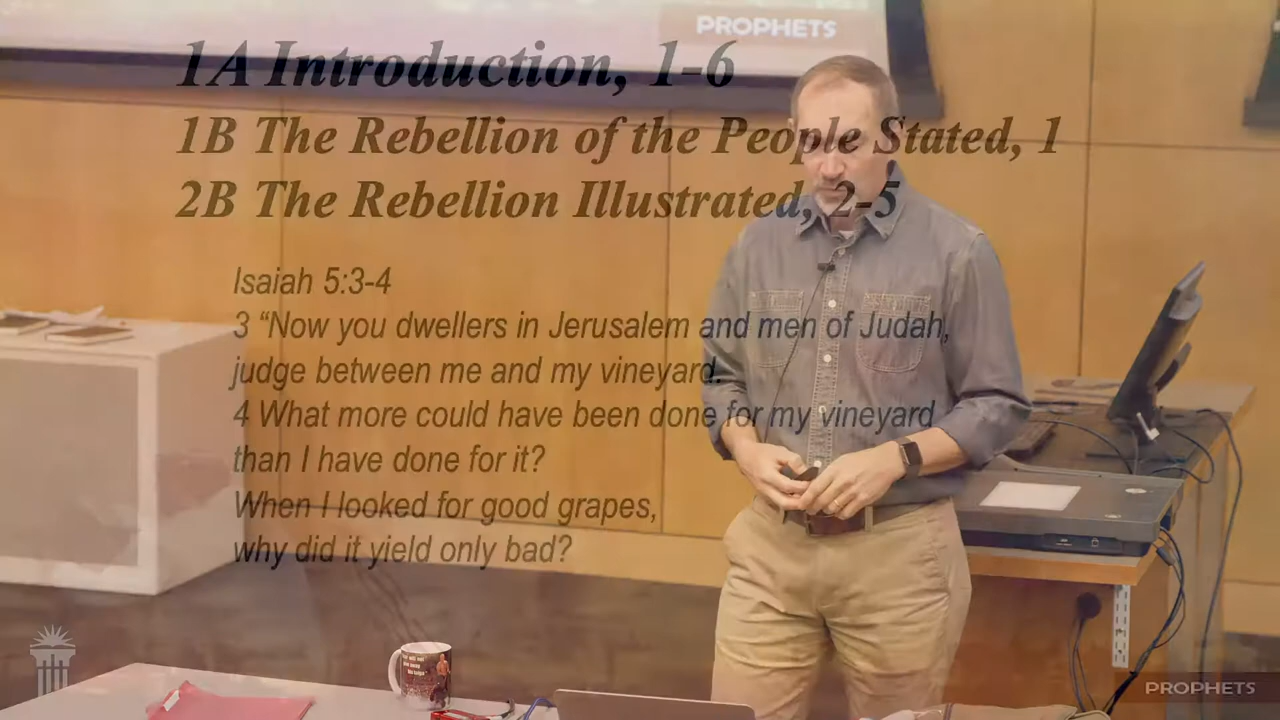 PROPHETS
1A Introduction, 1-6
1B The Rebellion of the People Stated, 1
2B The Rebellion Illustrated, 2-5
Isaiah 5:3-4
3 “Now you dwellers in Jerusalem and men of Judah,
judge between me and my vineyard.
4 What more could have been done for my vineyard
than I have done for it?
When I looked for good grapes,
why did it yield only bad?
PROPHETS